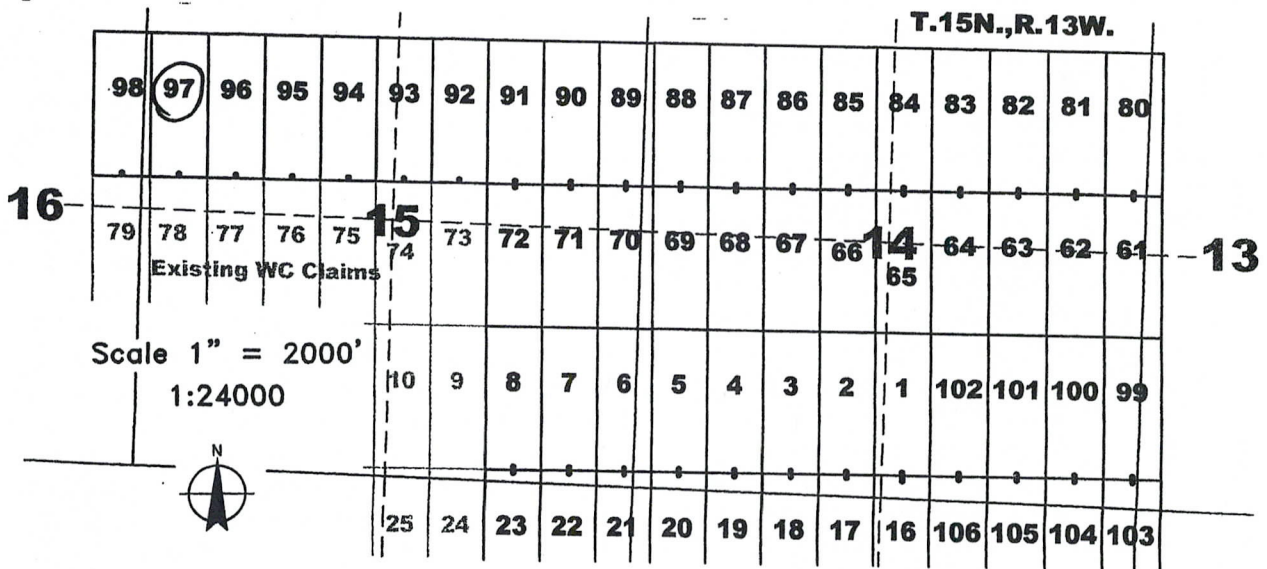 T.15N.,R.13W.
98 97 96 95 94 93 92 91 90 89 88 87 86 85 84 83 82 81 80
16 15 14 13
79 78 77 76 75 74 73 72 71 70 69 68 67 66 65 64 63 62 61
Existing WC Claims
Scale 1" = 2000'
1:24000
10 9 8 7 6 5 4 3 2 1 102 101 100 99
N
25 24 23 22 21 20 19 18 17 16 106 105 104 103